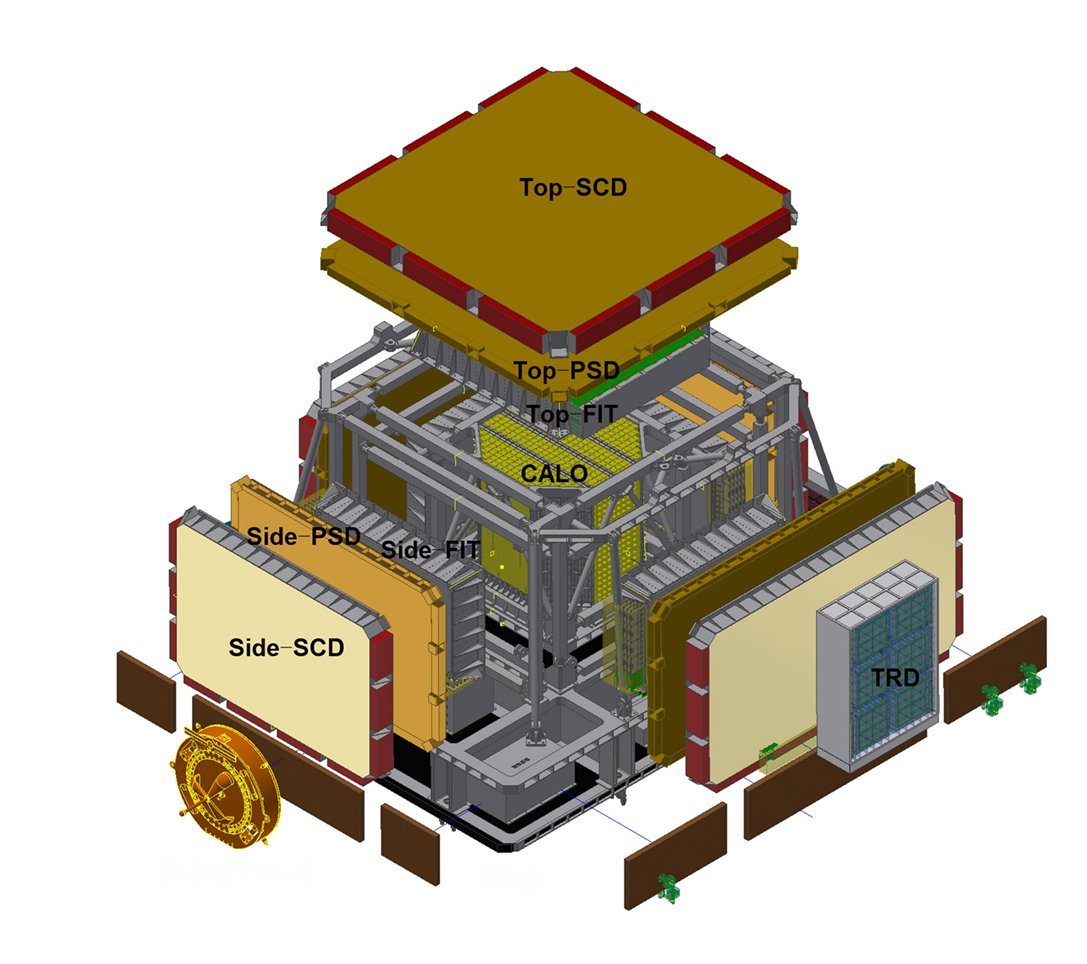 Top-SCD
Top-PSD
Top-FIT
CALO
Side-PSD
Side-FIT
Side-SCD
TRD